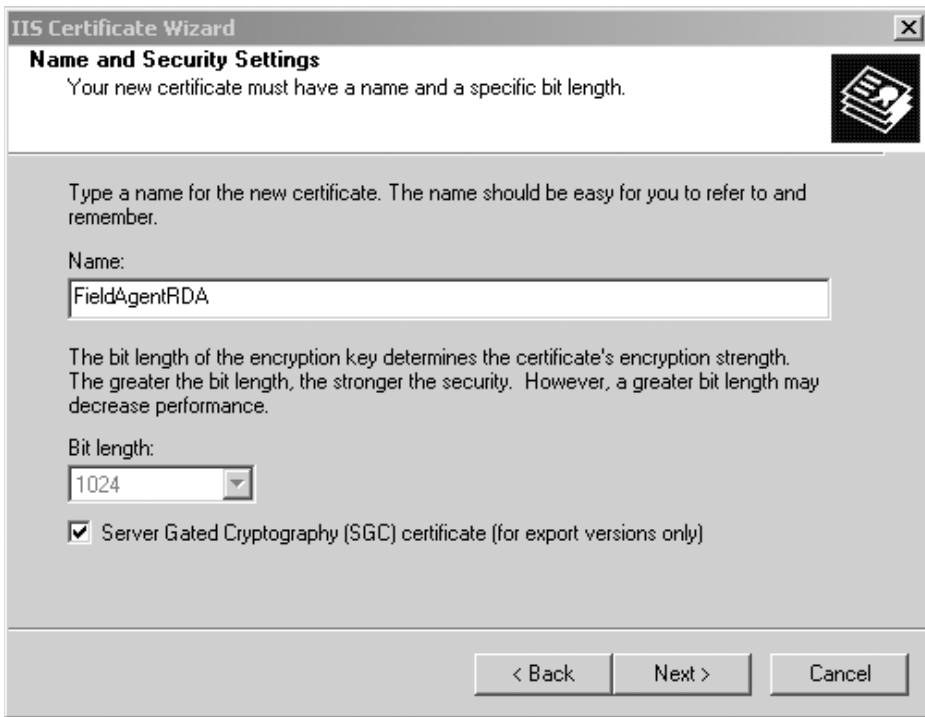 IIS Certificate Wizard
Name and Security Settings
Your new certificate must have a name and a specific bit length.
Type a name for the new certificate. The name should be easy for you to refer to and
remember.
Name:
FieldAgentRDA
The bit length of the encryption key determines the certificate's encryption strength.
The greater the bit length, the stronger the security.  However, a greater bit length may
decrease performance.
Bit length:
1024
Server Gated Cryptography (SGC) certificate (for export versions only)
< Back Next > Cancel